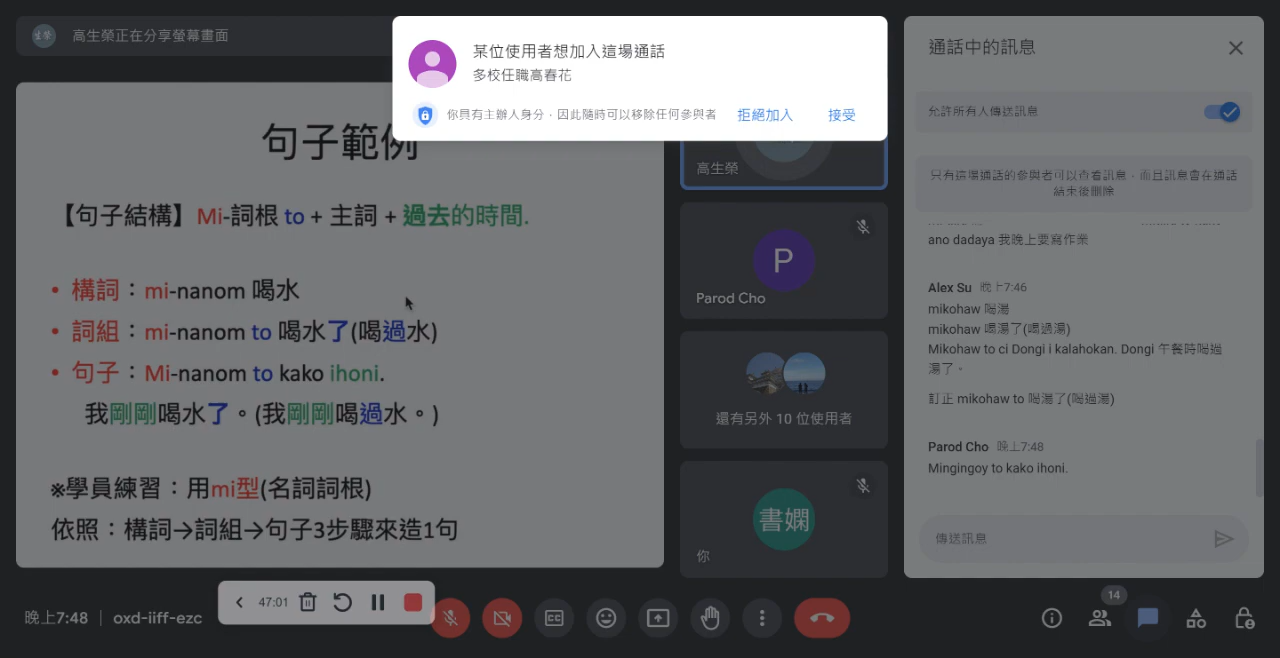 生榮
高生榮正在分享螢幕畫面
某位使用者想加入這場通話
多校任職高春花
你具有主辦人身分，因此隨時可以移除任何參與者
拒絕加入
接受
句子範例
【句子結構】Mi-詞根 to + 主詞 + 過去的時間.
• 構詞：mi-nanom 喝水
• 詞組：mi-nanom to 喝水了(喝過水)
• 句子：Mi-nanom to kako ihoni.
我剛剛喝水了。(我剛剛喝過水。)
※學員練習：用mi型(名詞詞根)
依照：構詞→詞組→句子3步驟來造1句
高生榮
P
Parod Cho
還有另外 10 位使用者
書嫻
你
通話中的訊息
允許所有人傳送訊息
只有這場通話的參與者可以查看訊息，而且訊息會在通話
結束後刪除
ano dadaya 我晚上要寫作業
Alex Su 晚上7:46
mikohaw 喝湯
mikohaw 喝湯了(喝過湯)
Mikohaw to ci Dongi i kalahokan. Dongi 午餐時喝過
湯了。
訂正 mikohaw to 喝湯了(喝過湯)
Parod Cho 晚上7:48
Mingingoy to kako ihoni.
傳送訊息
47:01
晚上7:48 | oxd-iiff-ezc
CC
14